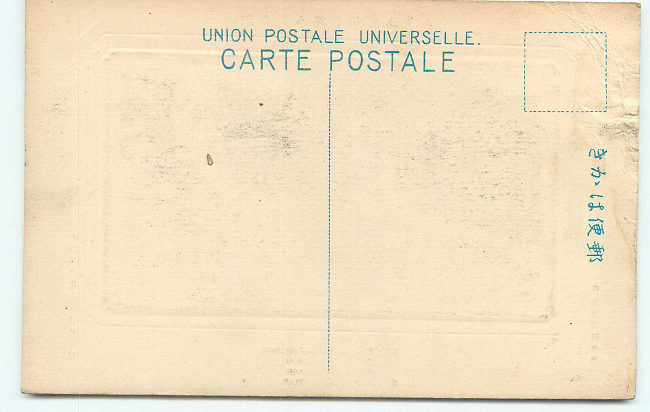 UNION POSTALE UNIVERSELLE.
CARTE POSTALE
郵便はかき